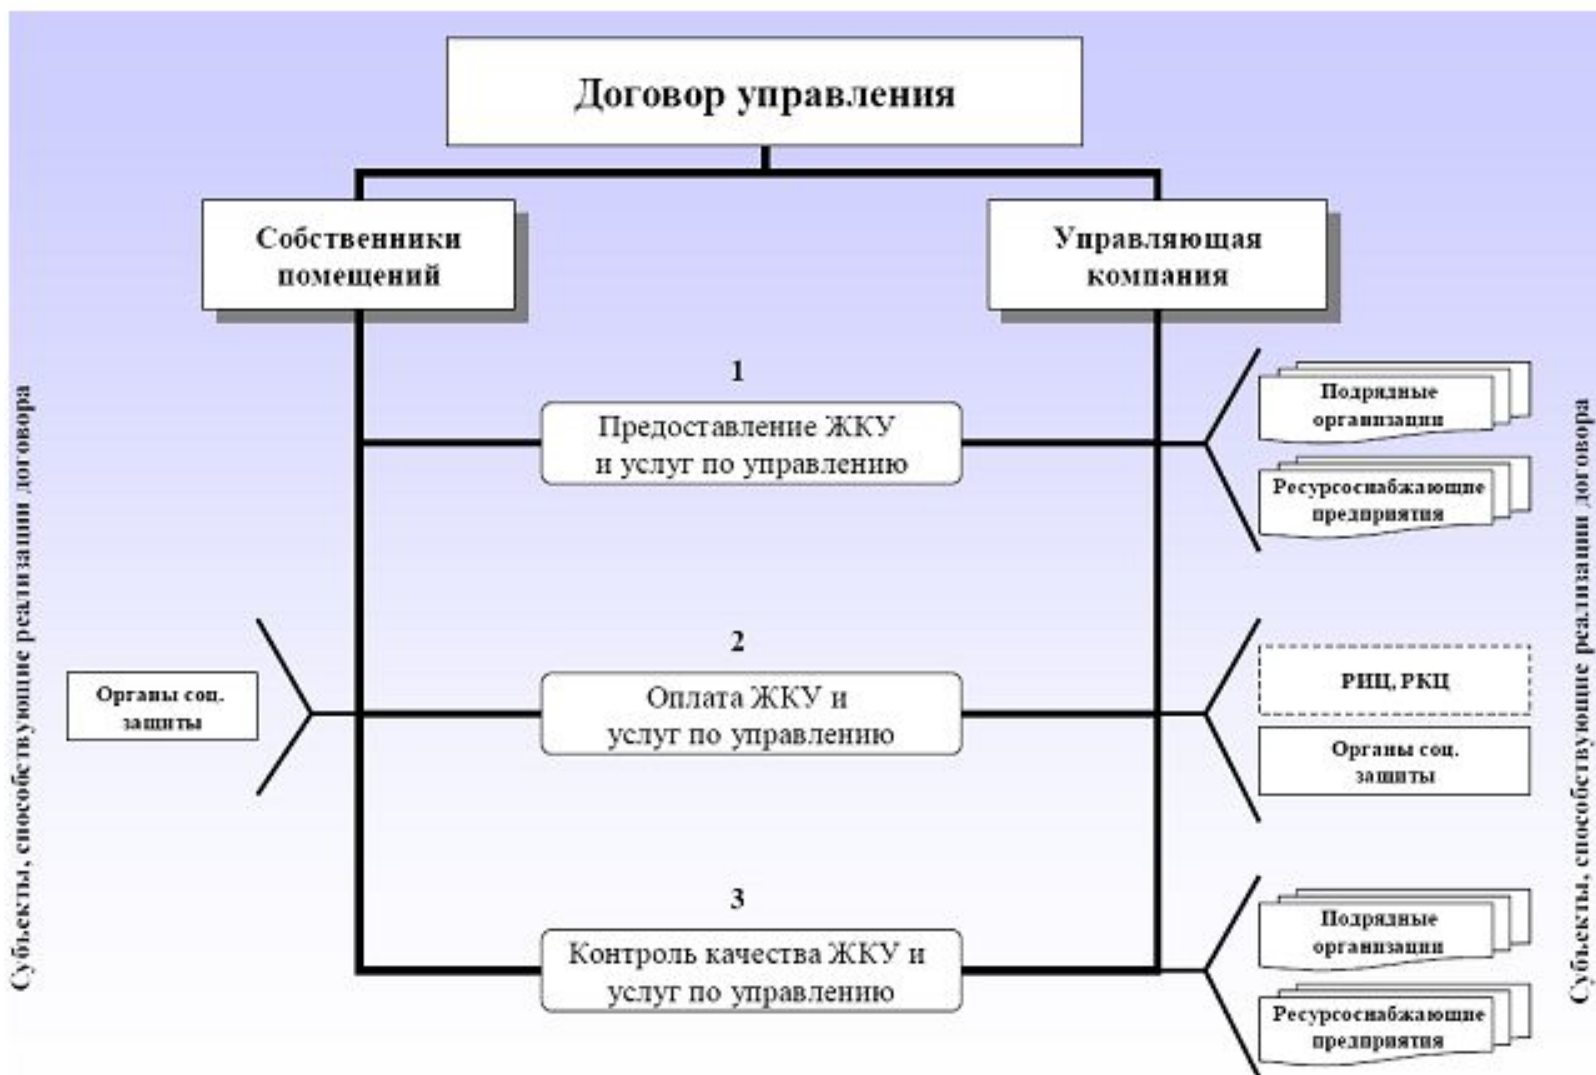 Договор управления
Собственники
помещений
Управляющая
компания
1
Предоставление ЖКУ
и услуг по управлению
Подрядные
организации
Ресурсоснабжающие
предприятия
2
Органы соц.
защиты
Оплата ЖКУ и
услуг по управлению
РИЦ, РКЦ
Органы соц.
защиты
3
Контроль качества ЖКУ и
услуг по управлению
Подрядные
организации
Ресурсоснабжающие
предприятия
Субъекты, способствующие реализации договора
Субъекты, способствующие реализации договора